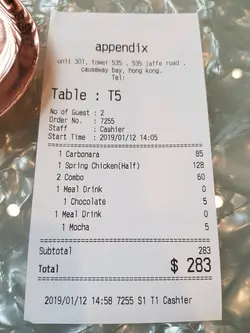 appendix
unit 301, tower 535 , 535 jaffe road ,
causeway bay, hong kong.
Tel:
Table : T5
No of Guest : 2
Order No. : 7255
Staff : Cashier
Start Time : 2019/01/12 14:05
1 Carbonara 85
1 Spring Chicken(Half) 128
2 Combo 60
1 Meal Drink 0
1 Chocolate 5
1 Meal Drink 0
1 Mocha 5
Subtotal 283
Total $ 283
2019/01/12 14:58 7255 S1 T1 Cashier